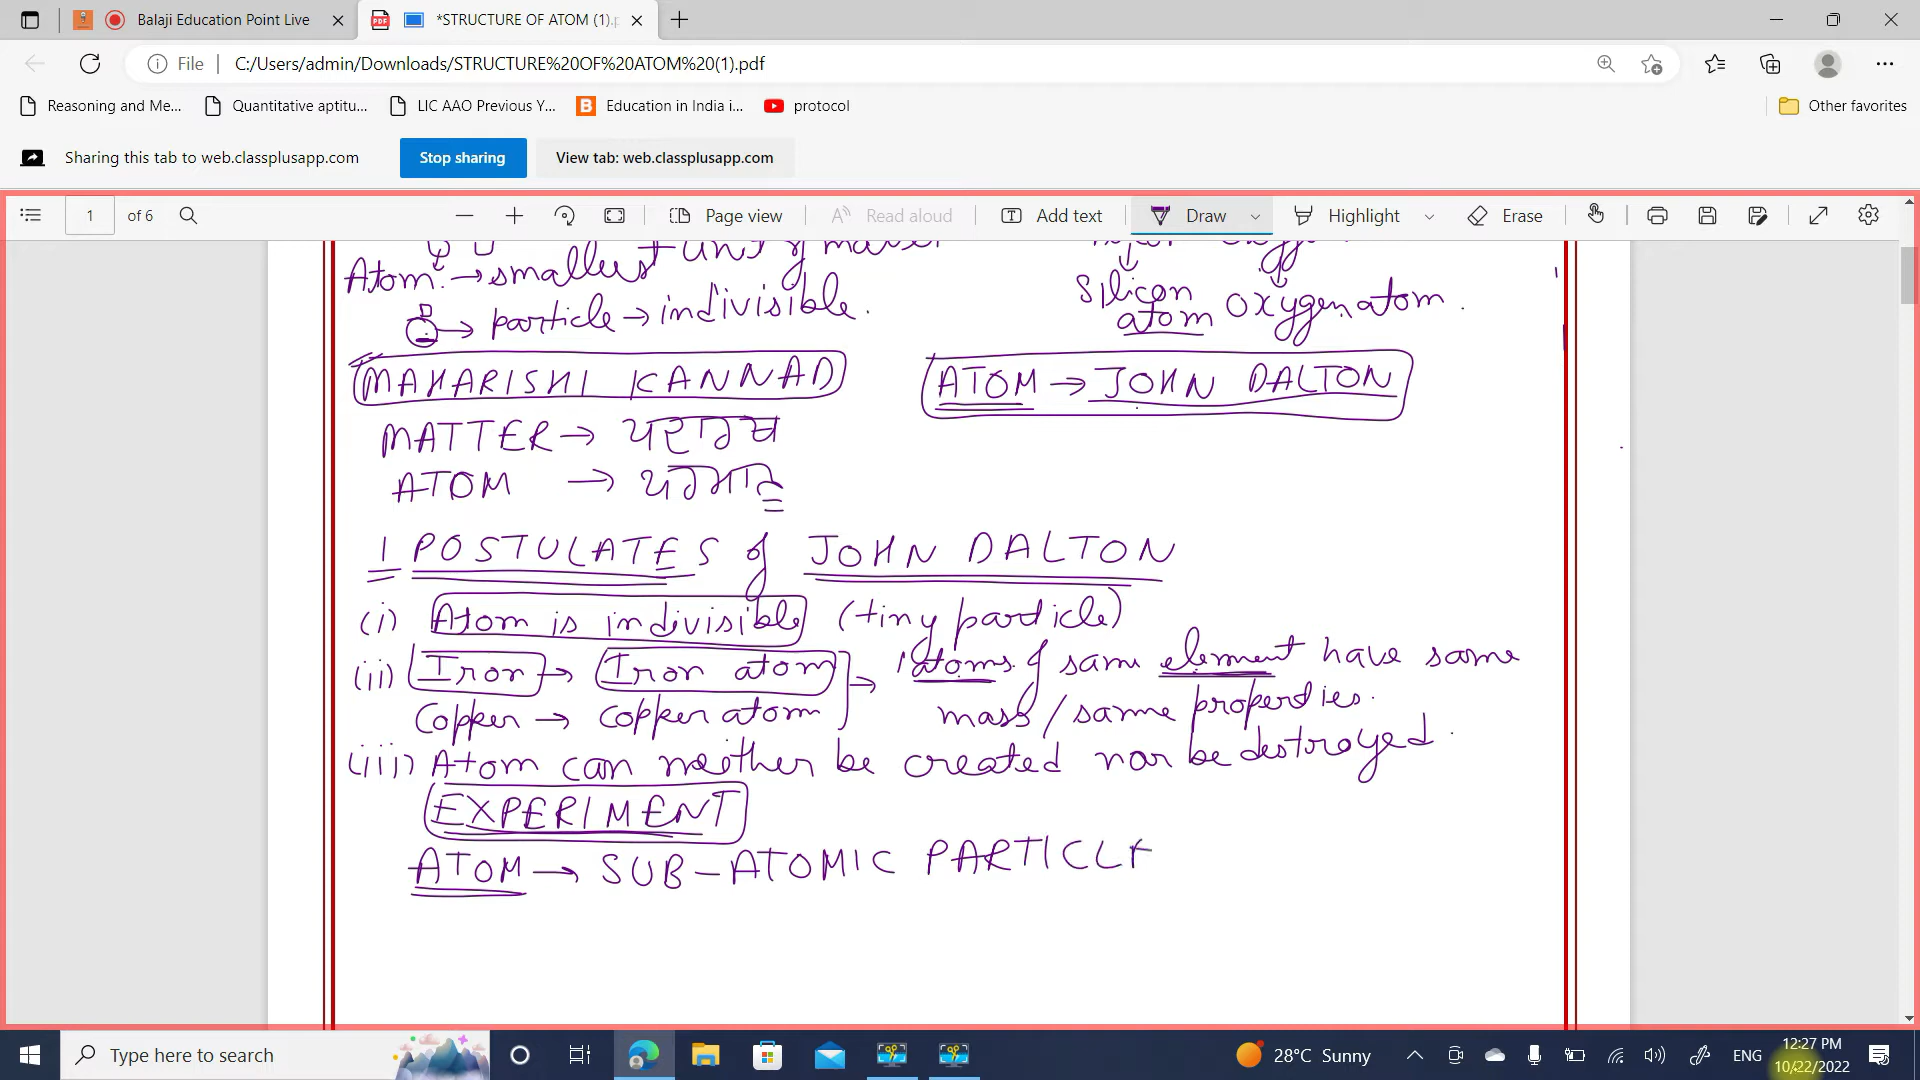 Balaji Education Point Live
*STRUCTURE OF ATOM (1).p
File
C:/Users/admin/Downloads/STRUCTURE%20OF%20ATOM%20(1).pdf
Reasoning and Me...
Quantitative aptitu...
LIC AAO Previous Y...
Education in India i...
protocol
Other favorites
Sharing this tab to web.classplusapp.com
Stop sharing
View tab: web.classplusapp.com
1 of 6
Page view
Read aloud
Add text
Draw
Highlight
Erase
Atom → smallest unit of matter
→ particle → indivisible.
Silicon atom
Oxygen atom.
MAHARISHI KANNAD
ATOM → JOHN DALTON
MATTER →
ATOM →
1 POSTULATES of JOHN DALTON
(i) Atom is indivisible (tiny particle)
(ii) Iron → Iron atom
Copper → copper atom
→ atoms of same element have same
mass/same properties.
(iii) Atom can neither be created nor be destroyed.
EXPERIMENT
ATOM → SUB-ATOMIC
Type here to search
28°C Sunny
ENG
12:27 PM
10/22/2022